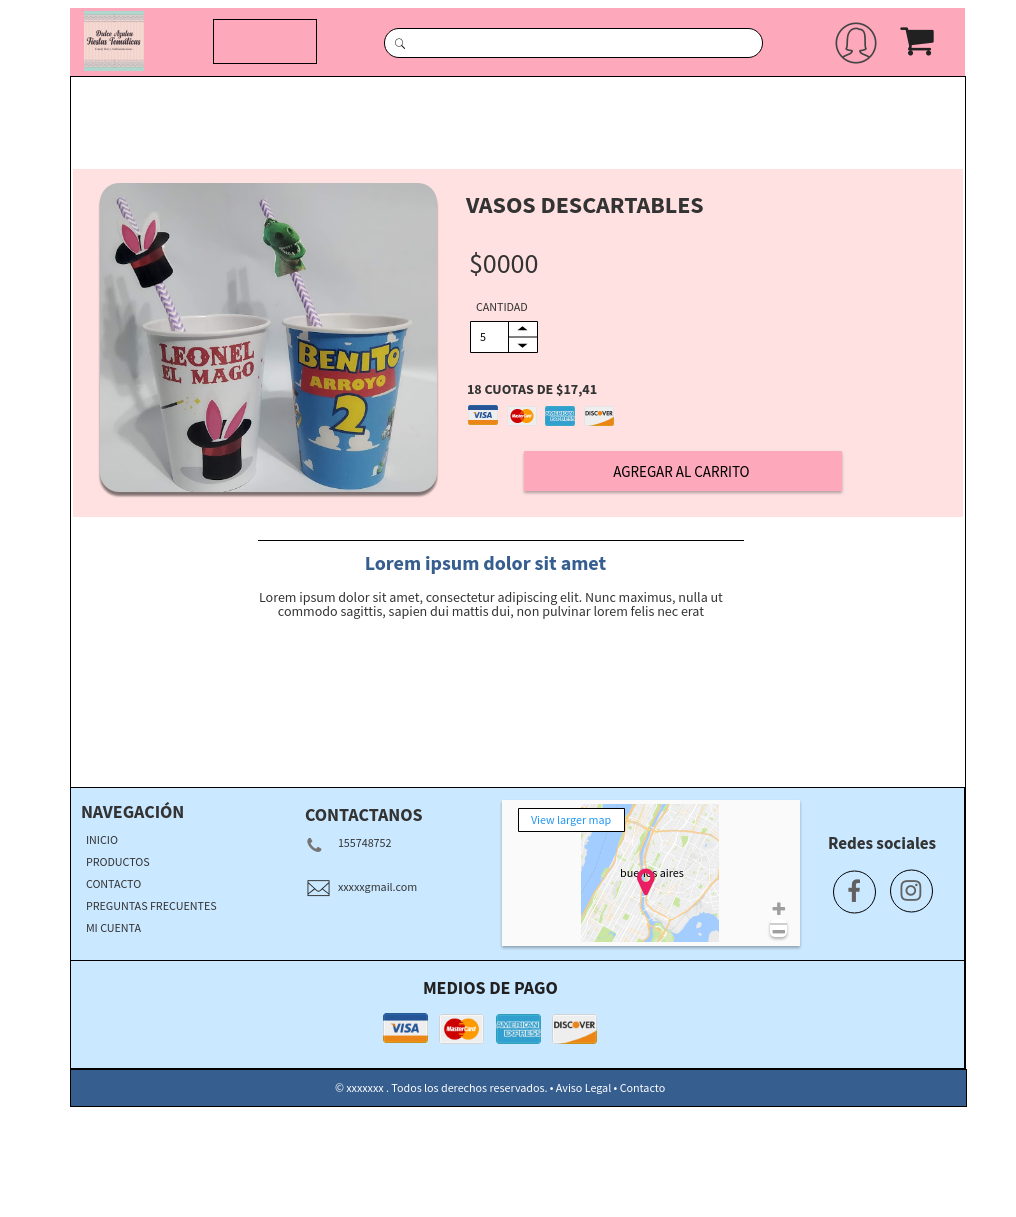 Dulce Azulea
Fiestas Temáticas
VASOS DESCARTABLES
$0000
CANTIDAD
5
18 CUOTAS DE $17,41
VISA MasterCard AMERICAN EXPRESS DISCOVER
AGREGAR AL CARRITO
LEONEL
EL MAGO
BENITO
ARROYO
2
Lorem ipsum dolor sit amet
Lorem ipsum dolor sit amet, consectetur adipiscing elit. Nunc maximus, nulla ut
commodo sagittis, sapien dui mattis dui, non pulvinar lorem felis nec erat
NAVEGACIÓN
INICIO
PRODUCTOS
CONTACTO
PREGUNTAS FRECUENTES
MI CUENTA
CONTACTANOS
155748752
xxxxxgmail.com
View larger map
buenos aires
Redes sociales
MEDIOS DE PAGO
VISA MasterCard AMERICAN EXPRESS DISCOVER
© xxxxxxx . Todos los derechos reservados. • Aviso Legal • Contacto